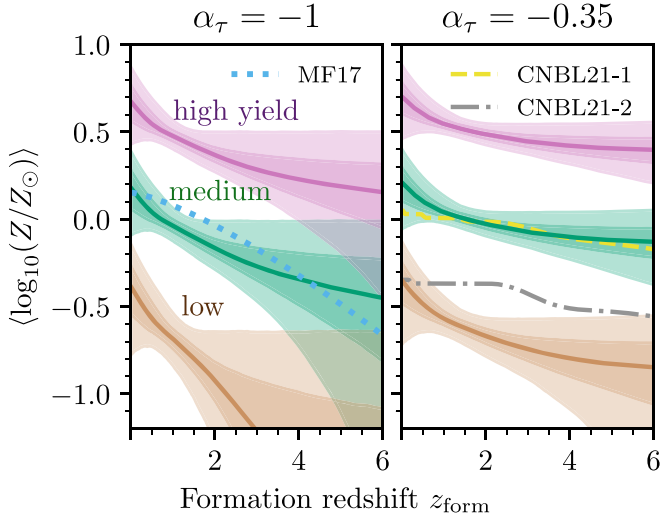 α_τ = −1
α_τ = −0.35
1.0
0.5
0.0
−0.5
−1.0
⟨log₁₀(Z/Z⊙)⟩
MF17
high yield
medium
low
CNBL21-1
CNBL21-2
2
4
6
2
4
6
Formation redshift z_form